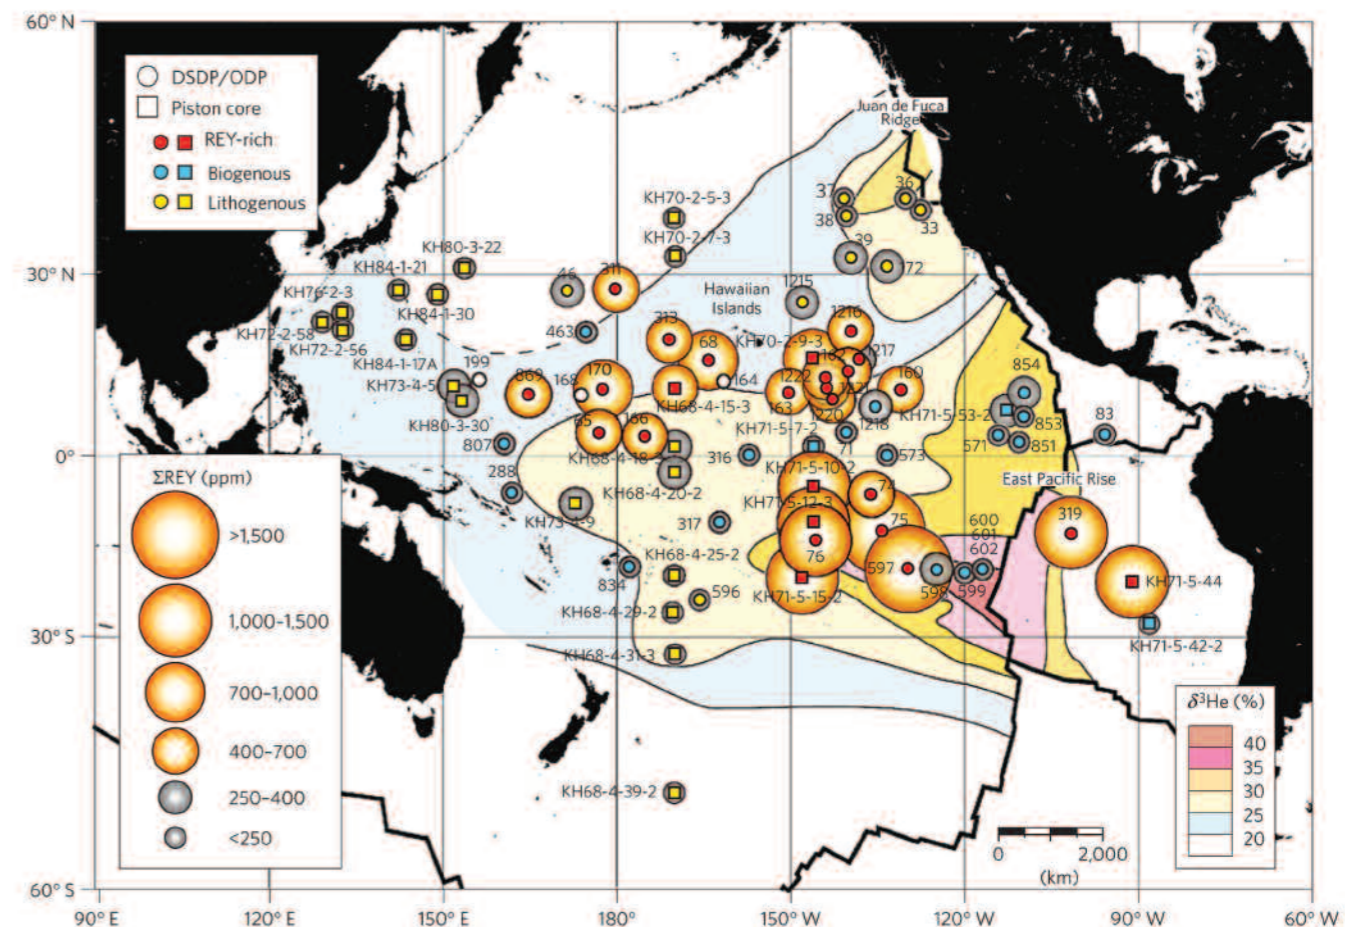 60° N
30° N
0°
30° S
60° S
90° E
120° E
150° E
180°
150° W
120° W
90° W
60° W
DSDP/ODP
Piston core
REY-rich
Biogenous
Lithogenous
Juan de Fuca
Ridge
37
36
38
33
39
72
KH70-2-5-3
KH70-2-7-3
KH80-3-22
KH84-1-21
KH76-2-3
KH84-1-30
KH72-2-58
KH72-2-56
KH84-1-17A
46
311
463
Hawaiian
Islands
1215
1216
213
68
KH70-2-9-3
162
1217
199
KH73-4-5
869
168
170
164
1222
1221
160
854
KH80-3-30
KH68-4-15-3
163
1220
1218
KH71-5-53-2
853
83
807
65
166
KH68-4-18
KH71-5-7-2
71
571
851
288
316
573
KH68-4-20-2
KH71-5-10-2
74
East Pacific Rise
KH73-4-9
317
KH71-5-12-3
75
600
601
602
319
834
KH68-4-25-2
76
597
598
599
KH71-5-44
596
KH71-5-15-2
KH68-4-29-2
KH71-5-42-2
KH68-4-31-3
KH68-4-39-2
ΣREY (ppm)
>1,500
1,000–1,500
700–1,000
400–700
250–400
<250
δ³He (%)
40
35
30
25
20
0
2,000
(km)